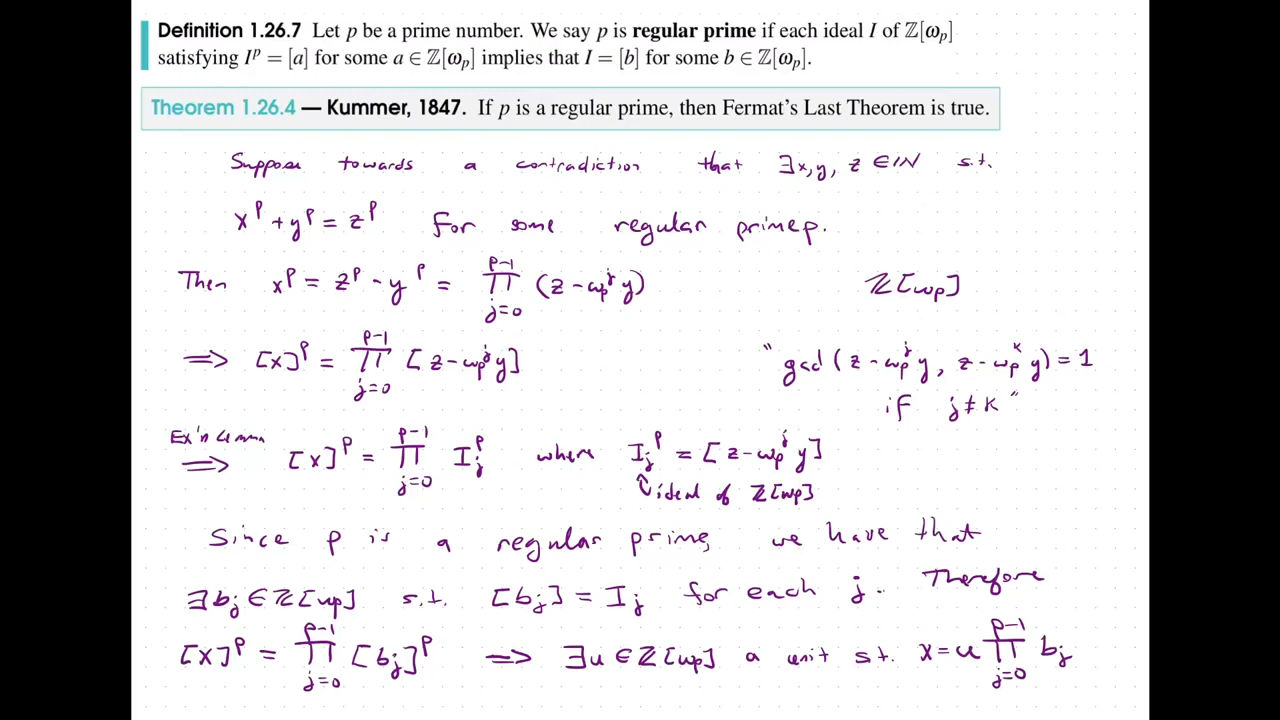 Definition 1.26.7 Let p be a prime number. We say p is regular prime if each ideal I of ℤ[ωₚ]
satisfying Iᵖ = [a] for some a ∈ ℤ[ωₚ] implies that I = [b] for some b ∈ ℤ[ωₚ].
Theorem 1.26.4 — Kummer, 1847. If p is a regular prime, then Fermat's Last Theorem is true.
Suppose towards a contradiction that ∃x,y, z ∈ ℕ s.t.
x^p + y^p = z^p for some regular prime p.
Then x^p = z^p - y^p = ∏_{j=0}^{p-1} (z - ω_p^j y) ℤ[ω_p]
⟹ [x]^p = ∏_{j=0}^{p-1} [z - ω_p^j y] "gcd (z - ω_p^j y, z - ω_p^k y) = 1
if j ≠ k"
⟹ [x]^p = ∏_{j=0}^{p-1} I_j^p where I_j^p = [z - ω_p^j y]
ideal of ℤ[ω_p]
Since p is a regular prime, we have that
∃b_j ∈ ℤ[ω_p] s.t. [b_j] = I_j for each j. Therefore
[x]^p = ∏_{j=0}^{p-1} [b_j]^p ⟹ ∃u ∈ ℤ[ω_p] a unit s.t. x = u ∏_{j=0}^{p-1} b_j